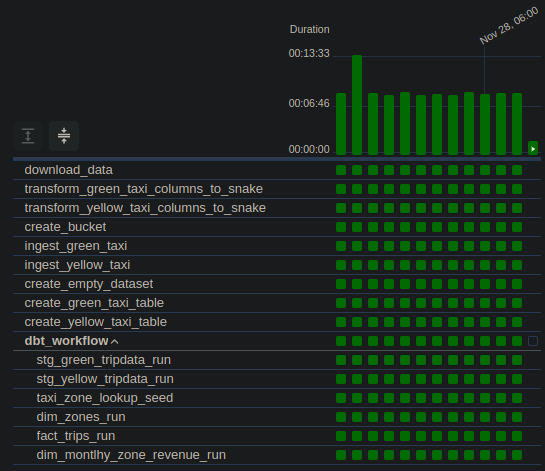 Duration
Nov 28, 06:00
00:13:33
00:06:46
00:00:00
download_data
transform_green_taxi_columns_to_snake
transform_yellow_taxi_columns_to_snake
create_bucket
ingest_green_taxi
ingest_yellow_taxi
create_empty_dataset
create_green_taxi_table
create_yellow_taxi_table
dbt_workflow
stg_green_tripdata_run
stg_yellow_tripdata_run
taxi_zone_lookup_seed
dim_zones_run
fact_trips_run
dim_montlhy_zone_revenue_run